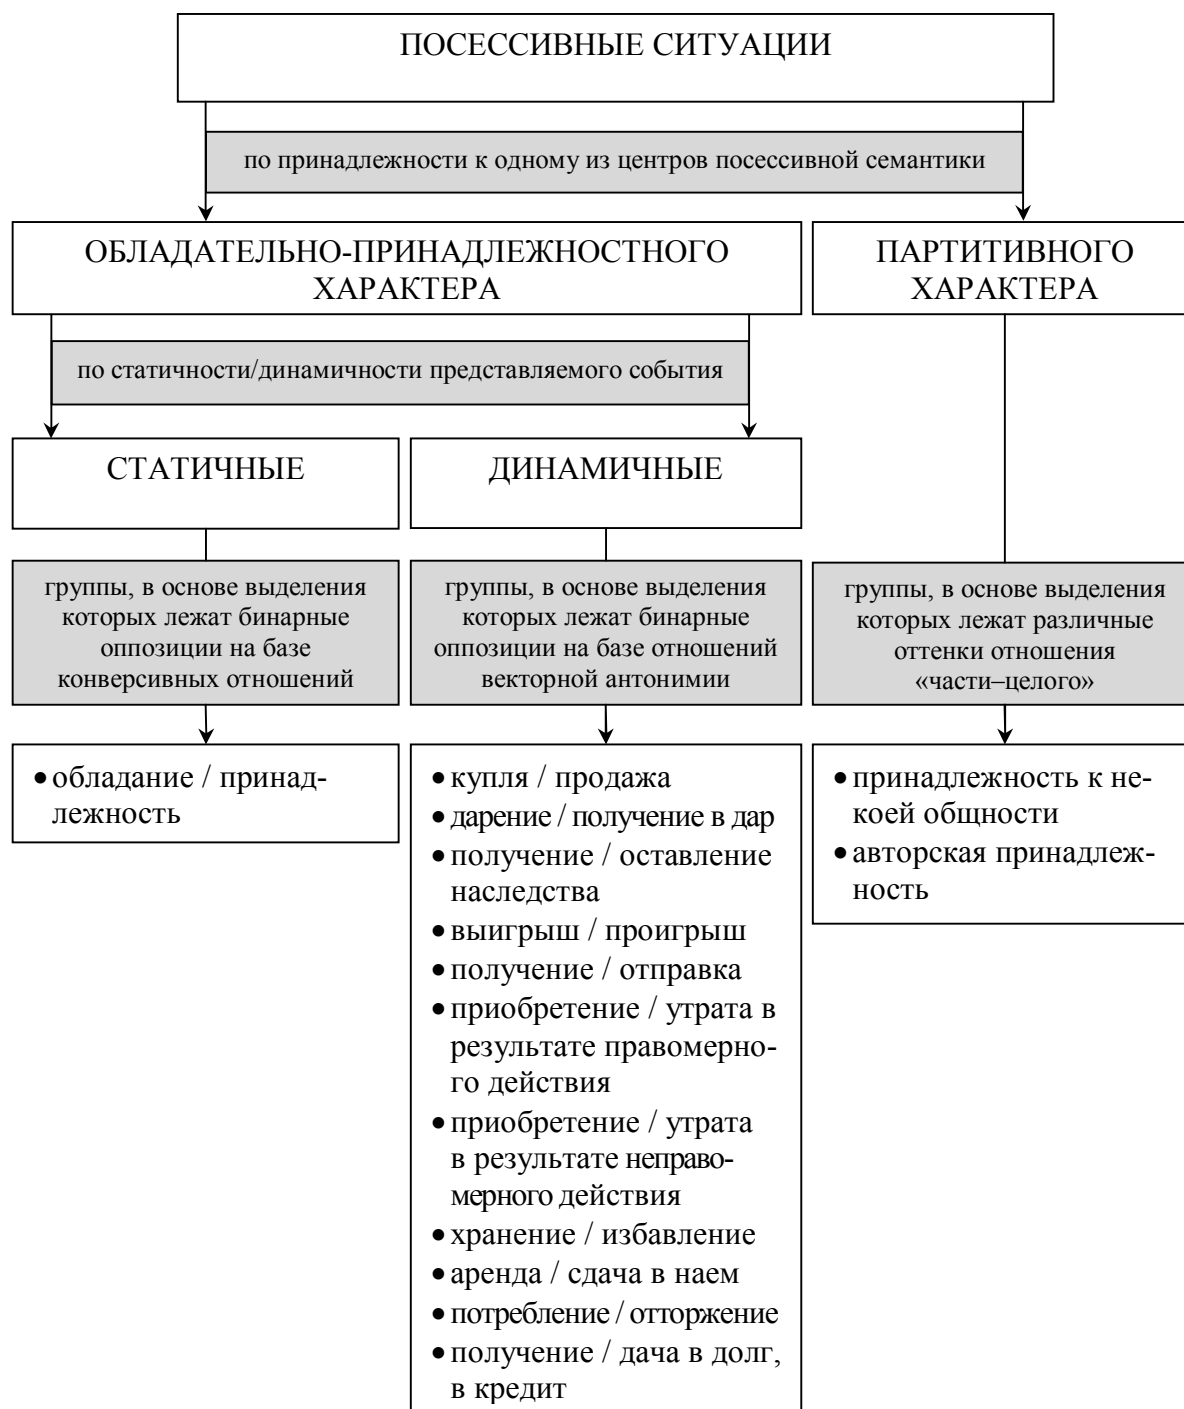 ПОСЕССИВНЫЕ СИТУАЦИИ
по принадлежности к одному из центров посессивной семантики
ОБЛАДАТЕЛЬНО-ПРИНАДЛЕЖНОСТНОГО
ХАРАКТЕРА
ПАРТИТИВНОГО
ХАРАКТЕРА
по статичности/динамичности представляемого события
СТАТИЧНЫЕ
ДИНАМИЧНЫЕ
группы, в основе выделения
которых лежат бинарные
оппозиции на базе
конверсивных отношений
группы, в основе выделения
которых лежат бинарные
оппозиции на базе отношений
векторной антонимии
группы, в основе выделения
которых лежат различные
оттенки отношения
«части–целого»
• обладание / принад-
лежность
• купля / продажа
• дарение / получение в дар
• получение / оставление
наследства
• выигрыш / проигрыш
• получение / отправка
• приобретение / утрата в
результате правомерно-
го действия
• приобретение / утрата
в результате неправо-
мерного действия
• хранение / избавление
• аренда / сдача в наем
• потребление / отторжение
• получение / дача в долг,
в кредит
• принадлежность к не-
коей общности
• авторская принадлеж-
ность